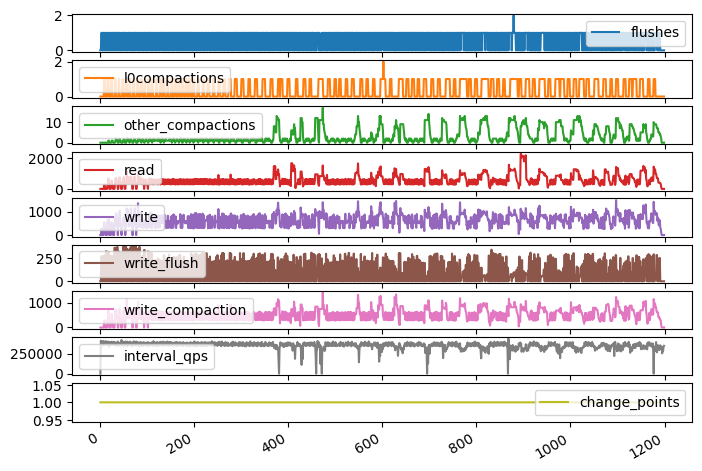 2
0
flushes
2
0
l0compactions
10
0
other_compactions
2000
0
read
1000
0
write
250
0
write_flush
1000
0
write_compaction
250000
0
interval_qps
1.05
1.00
0.95
change_points
0 200 400 600 800 1000 1200